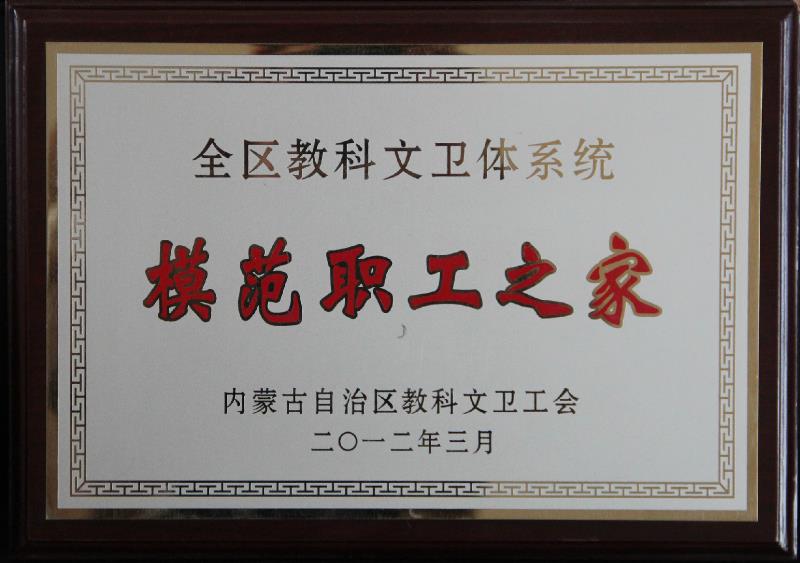 全区教科文卫体系统
模范职工之家
内蒙古自治区教科文卫工会
二〇一二年三月